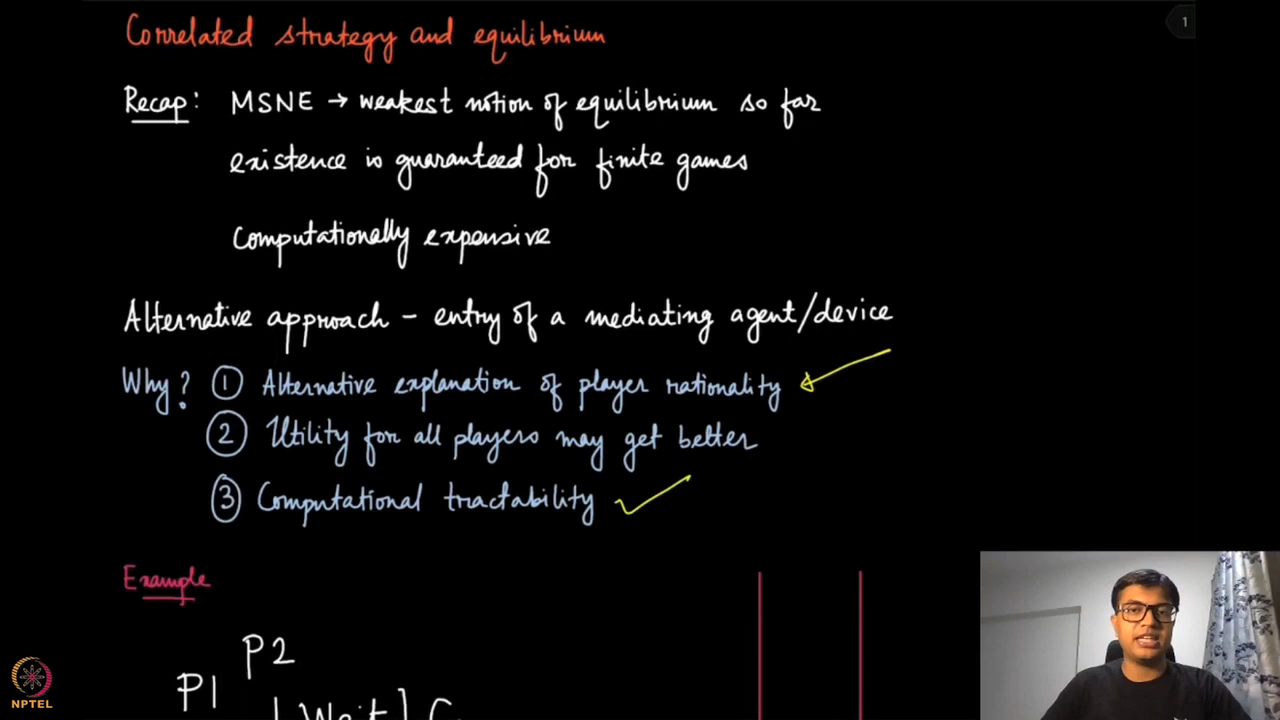 1
Correlated strategy and equilibrium
Recap: MSNE → weakest notion of equilibrium so far
existence is guaranteed for finite games
Computationally expensive
Alternative approach - entry of a mediating agent/device
Why? ① Alternative explanation of player rationality
② Utility for all players may get better
③ Computational tractability
Example
P2
P1
Wait
NPTEL